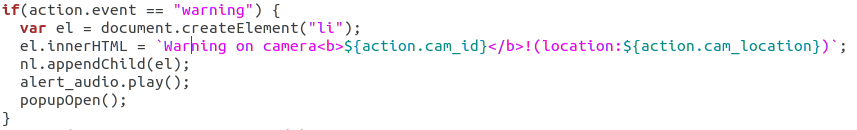 if(action.event == "warning") {
  var el = document.createElement("li");
  el.innerHTML = `Warning on camera<b>${action.cam_id}</b>!(location:${action.cam_location})`;
  nl.appendChild(el);
  alert_audio.play();
  popupOpen();
}